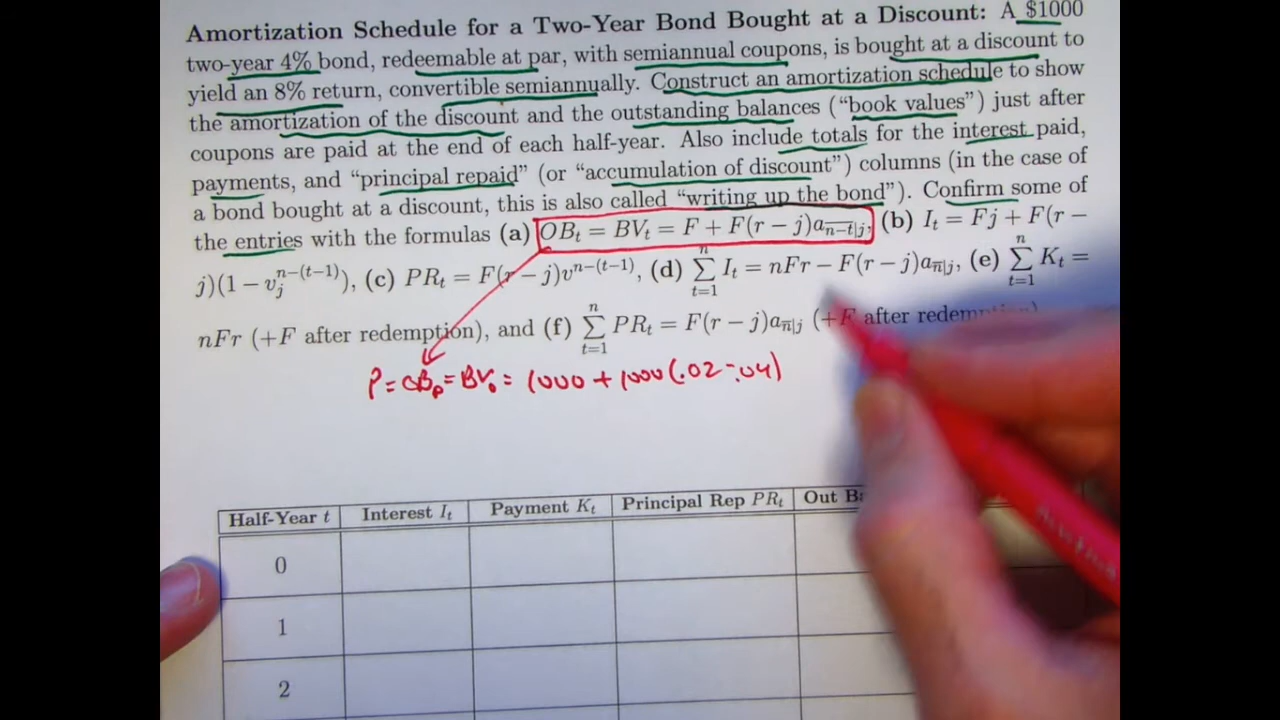 Amortization Schedule for a Two-Year Bond Bought at a Discount: A $1000
two-year 4% bond, redeemable at par, with semiannual coupons, is bought at a discount to
yield an 8% return, convertible semiannually. Construct an amortization schedule to show
the amortization of the discount and the outstanding balances (“book values”) just after
coupons are paid at the end of each half-year. Also include totals for the interest paid,
payments, and “principal repaid” (or “accumulation of discount”) columns (in the case of
a bond bought at a discount, this is also called “writing up the bond”). Confirm some of
the entries with the formulas (a) OB_t = BV_t = F + F(r − j)a_{\overline{n−t}|j}, (b) I_t = Fj + F(r −
j)(1 − v_j^{n−(t−1)}), (c) PR_t = F(r − j)v^{n−(t−1)}, (d) \sum_{t=1}^{n} I_t = nFr − F(r − j)a_{\overline{n}|j}, (e) \sum_{t=1}^{n} K_t =
nFr (+F after redemption), and (f) \sum_{t=1}^{n} PR_t = F(r − j)a_{\overline{n}|j} (+F after redemption).
P = OB_0 = BV_0 = 1000 + 1000(.02 - .04)
Half-Year t Interest I_t Payment K_t Principal Rep PR_t Out
0
1
2